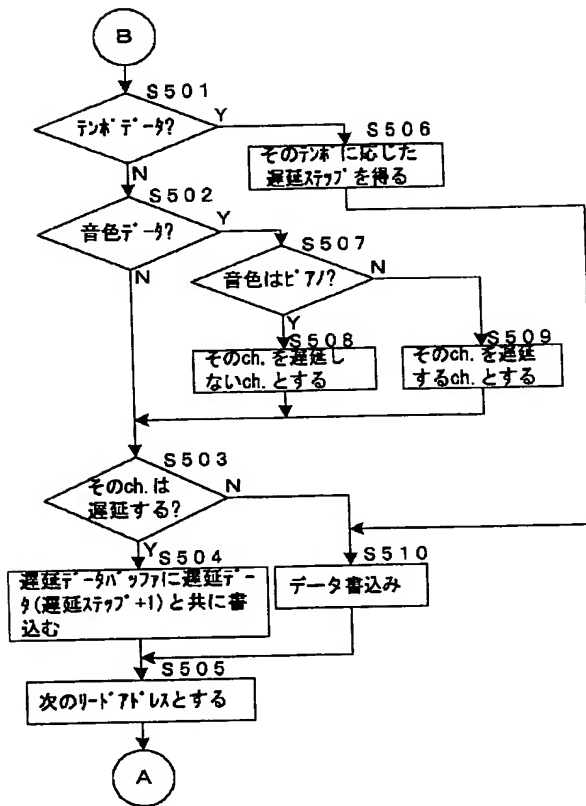 B
S501
テンポデータ?
Y
S506
そのテンポに応じた
遅延ステップを得る
N
S502
音色データ?
Y
S507
音色はピアノ?
N
N
Y
S508
そのch.を遅延し
ないch.とする
S509
そのch.を遅延
するch.とする
S503
そのch.は
遅延する?
N
Y
S504
遅延データバッファに遅延デー
タ(遅延ステップ+1)と共に書
込む
S510
データ書込み
S505
次のリードアドレスとする
A